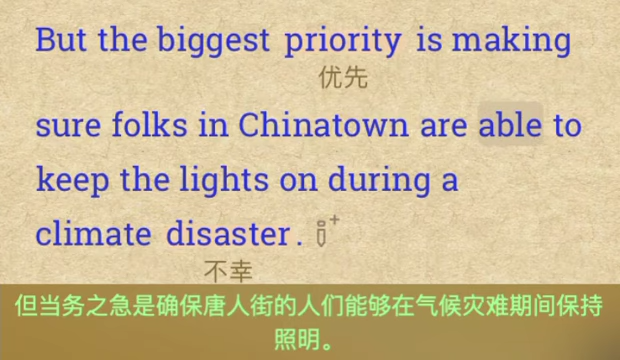 But the biggest priority is making
优先
sure folks in Chinatown are able to
keep the lights on during a
climate disaster.
不幸
但当务之急是确保唐人街的人们能够在气候灾难期间保持
照明。